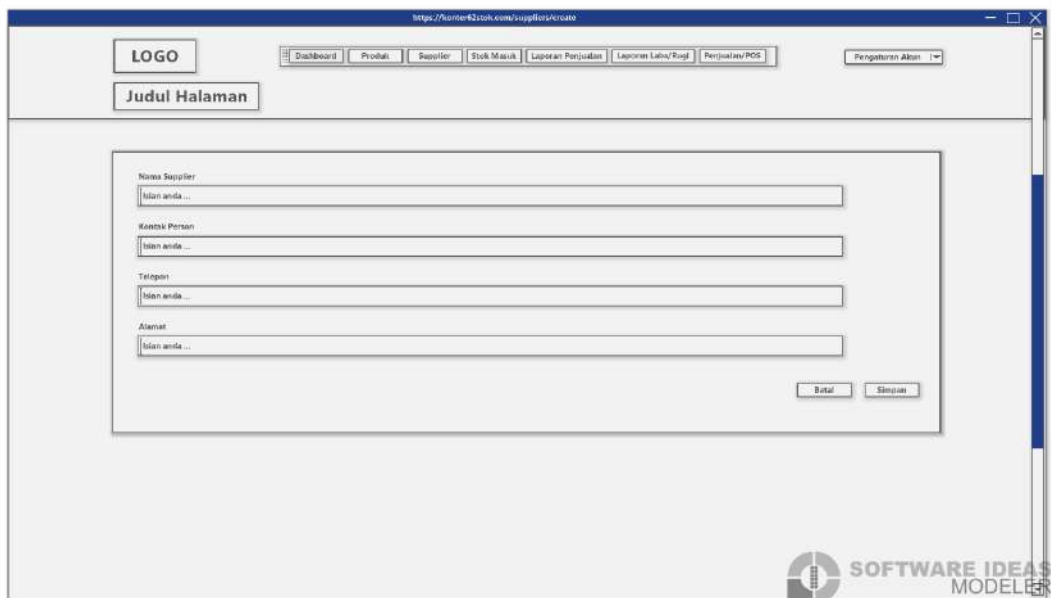 https://konter62stok.com/suppliers/create
LOGO
Dashboard Produk Supplier Stok Masuk Laporan Penjualan Laporan Laba/Rugi Penjualan/POS
Pengaturan Akun
Judul Halaman
Nama Supplier
Isian anda ...
Kontak Person
Isian anda ...
Telepon
Isian anda ...
Alamat
Isian anda ...
Batal Simpan
SOFTWARE IDEAS
MODELER